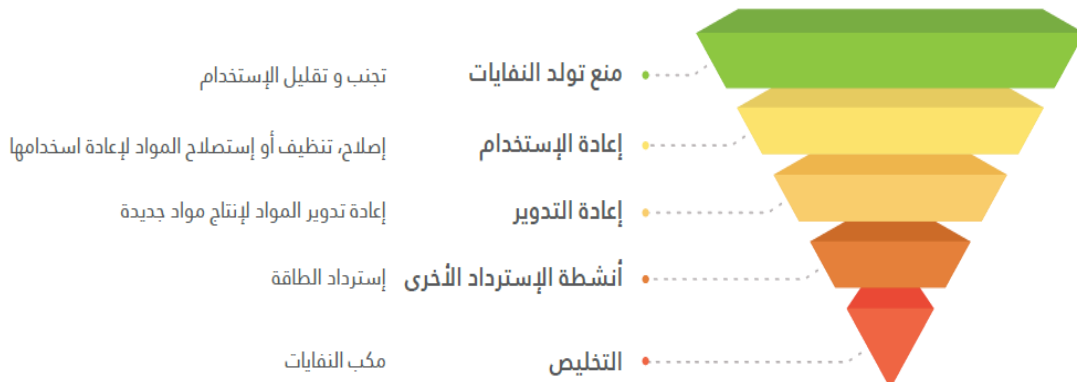 منع تولد النفايات
تجنب و تقليل الإستخدام
إعادة الإستخدام
إصلاح، تنظيف أو إستصلاح المواد لإعادة اسخدامها
إعادة التدوير
إعادة تدوير المواد لإنتاج مواد جديدة
أنشطة الإسترداد الأخرى
إسترداد الطاقة
التخليص
مكب النفايات